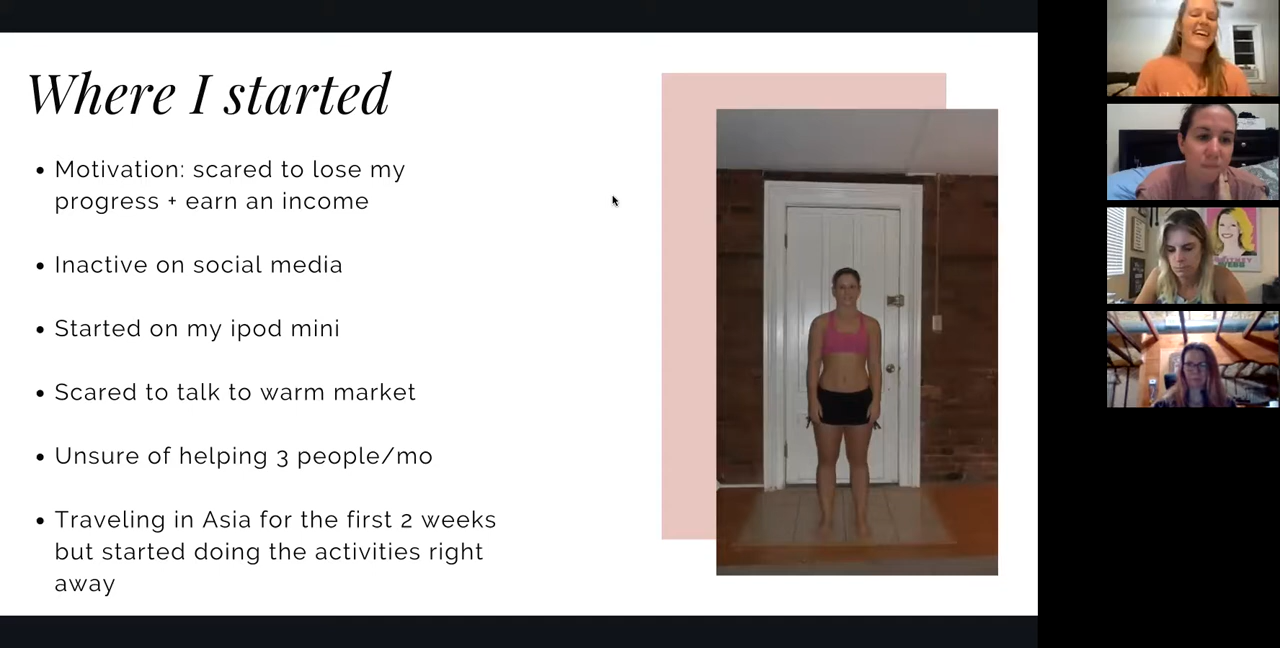 Where I started
• Motivation: scared to lose my
progress + earn an income
• Inactive on social media
• Started on my ipod mini
• Scared to talk to warm market
• Unsure of helping 3 people/mo
• Traveling in Asia for the first 2 weeks
but started doing the activities right
away